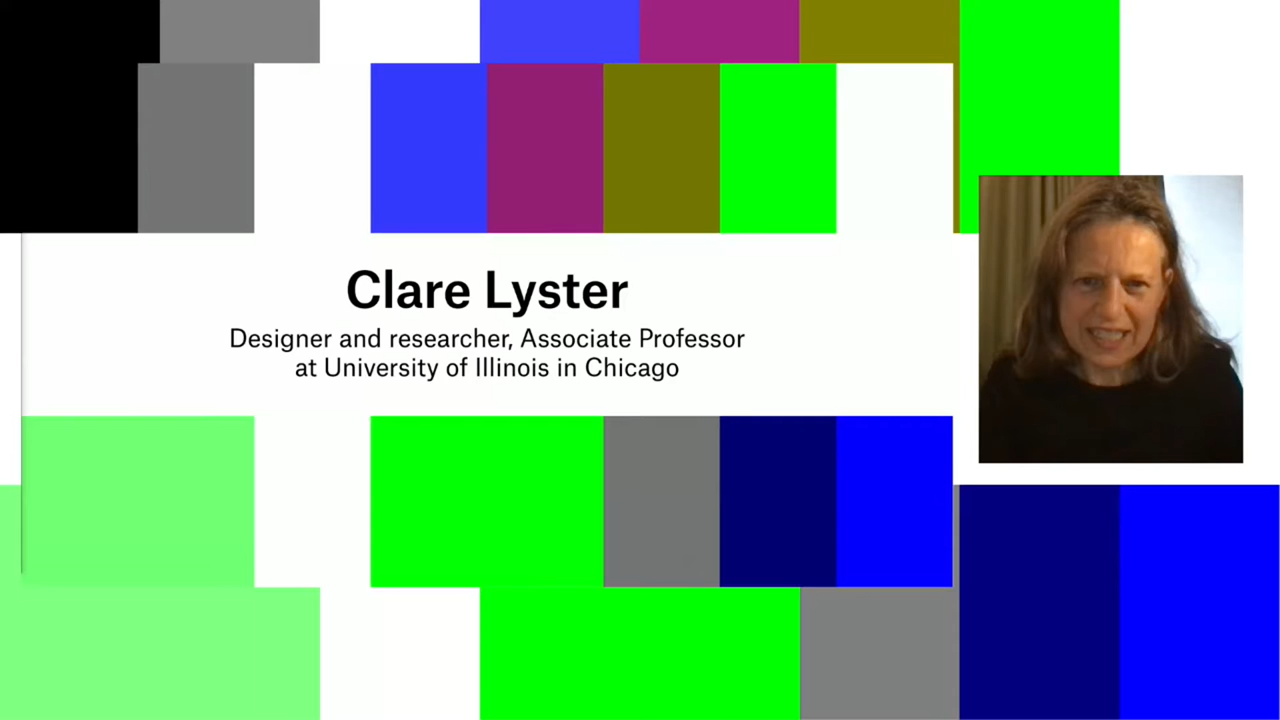 Clare Lyster
Designer and researcher, Associate Professor
at University of Illinois in Chicago